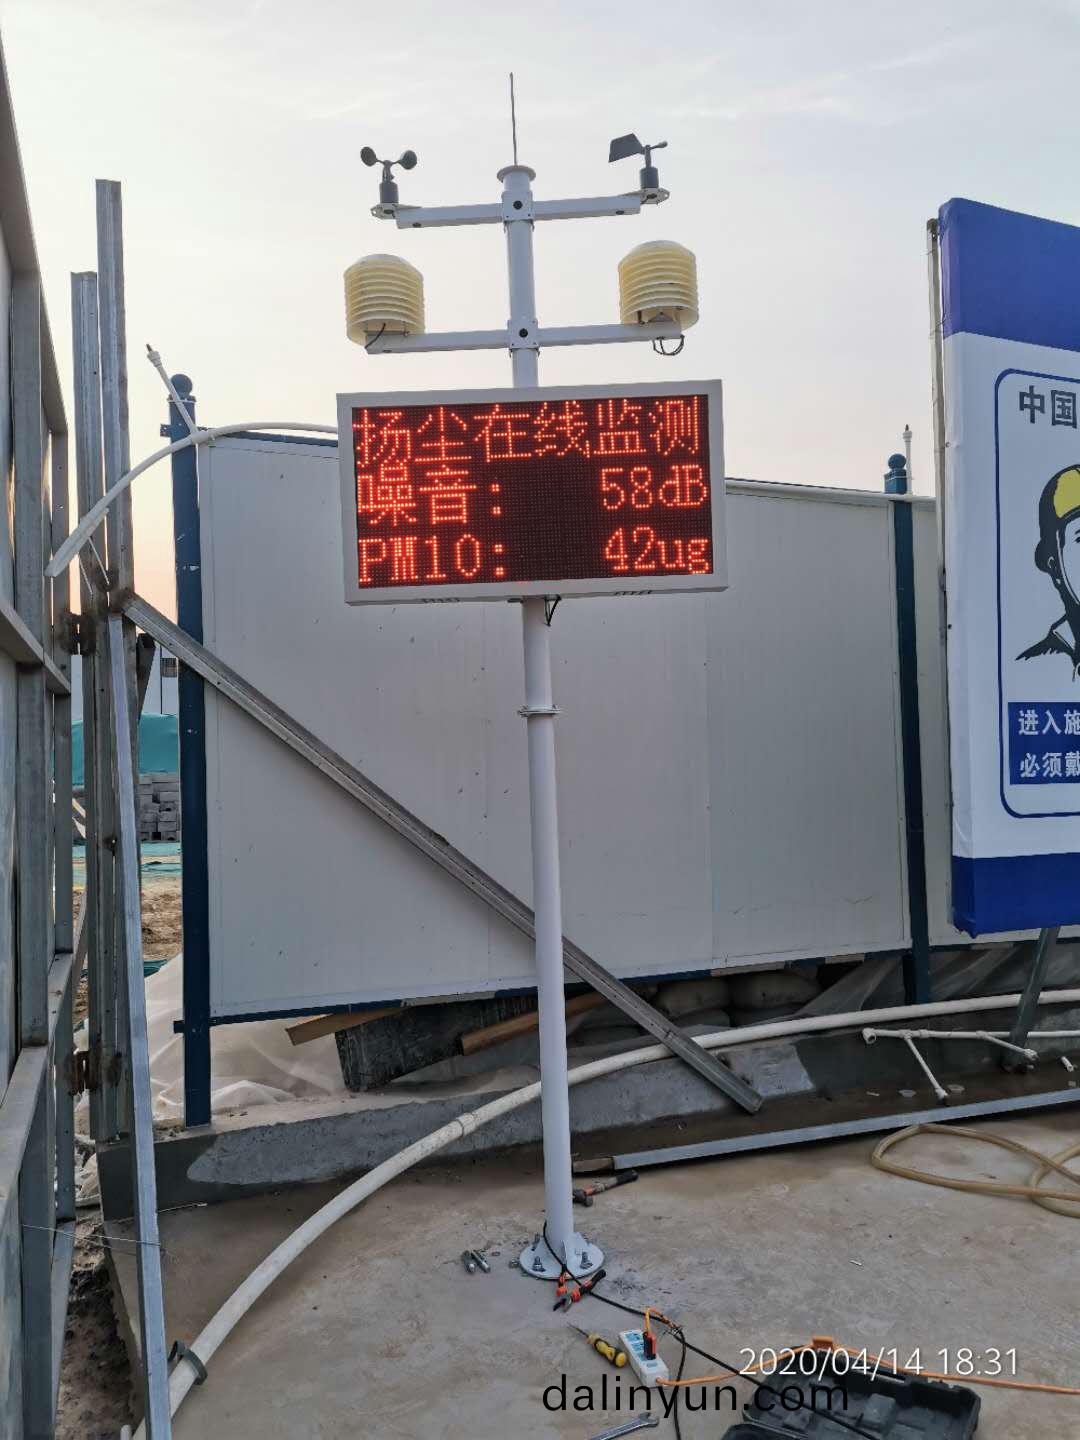 扬尘在线监测
噪音: 58dB
PM10: 42ug
中国
进入施
必须戴
2020/04/14 18:31
dalinyun.com